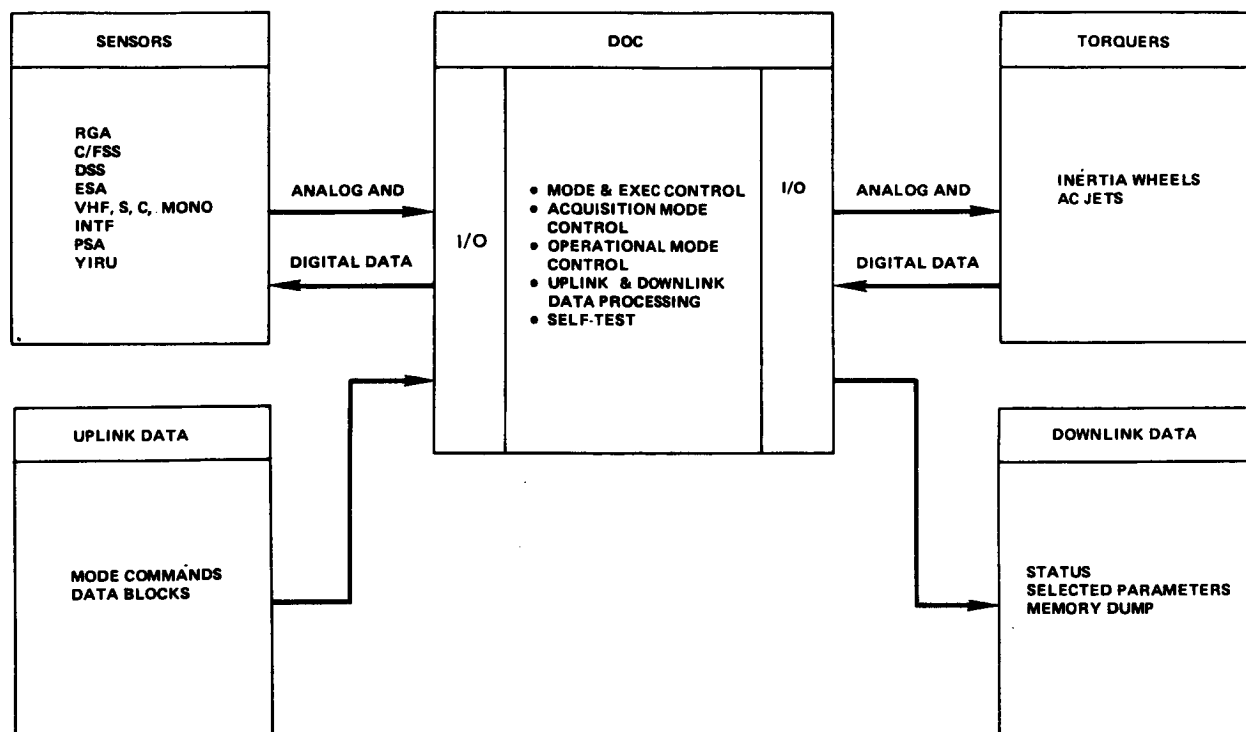 SENSORS
RGA
C/FSS
DSS
ESA
VHF, S, C, MONO
INTF
PSA
YIRU
ANALOG AND
DIGITAL DATA
DOC
I/O
• MODE & EXEC CONTROL
• ACQUISITION MODE
CONTROL
• OPERATIONAL MODE
CONTROL
• UPLINK & DOWNLINK
DATA PROCESSING
• SELF-TEST
I/O
ANALOG AND
DIGITAL DATA
TORQUERS
INERTIA WHEELS
AC JETS
UPLINK DATA
MODE COMMANDS
DATA BLOCKS
DOWNLINK DATA
STATUS
SELECTED PARAMETERS
MEMORY DUMP